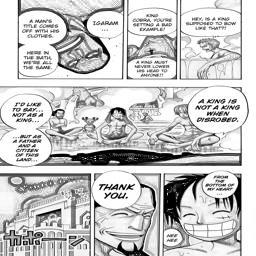 HEY, IS A KING
SUPPOSED TO BOW
LIKE THAT?!
KING
COBRA, YOU'RE
SETTING A BAD
EXAMPLE!
A KING MUST
NEVER LOWER
HIS HEAD TO
ANYONE!!
IGARAM
A MAN'S
TITLE COMES
OFF WITH HIS
CLOTHES.
HERE
IN THE BATH,
WE'RE ALL
THE SAME.
A KING IS
NOT A KING
WHEN
DISROBED.
I'D LIKE
TO SAY...
NOT AS A
KING...
...BUT AS
A FATHER
AND A
CITIZEN OF
THIS LAND...
FROM
THE BOTTOM
OF MY
HEART
...
HEE
HEE
THANK
YOU.